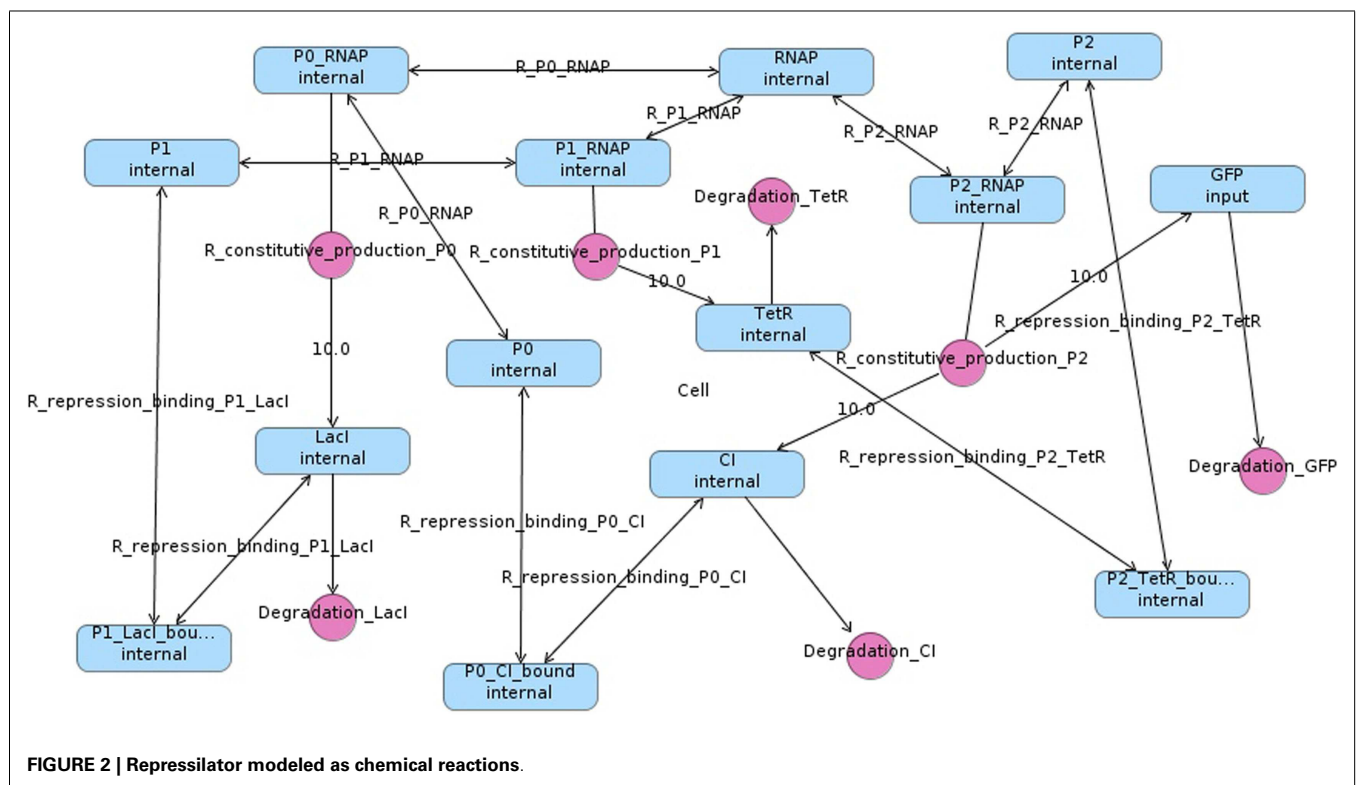 P0_RNAP
internal
R_P0_RNAP
RNAP
internal
P2
internal
R_P1_RNAP
R_P2_RNAP
R_P2_RNAP
P1
internal
R_P1_RNAP
P1_RNAP
internal
P2_RNAP
internal
GFP
input
Degradation_TetR
R_P0_RNAP
R_constitutive_production_P0
R_constitutive_production_P1
10.0
10.0
TetR
internal
R_repression_binding_P2_TetR
10.0
P0
internal
R_constitutive_production_P2
Cell
R_repression_binding_P1_LacI
10.0
LacI
internal
CI
internal
R_repression_binding_P2_TetR
Degradation_GFP
R_repression_binding_P0_CI
R_repression_binding_P1_LacI
R_repression_binding_P0_CI
P2_TetR_bou...
internal
Degradation_LacI
P1_LacI_bou...
internal
Degradation_CI
P0_CI_bound
internal
FIGURE 2 | Repressilator modeled as chemical reactions.